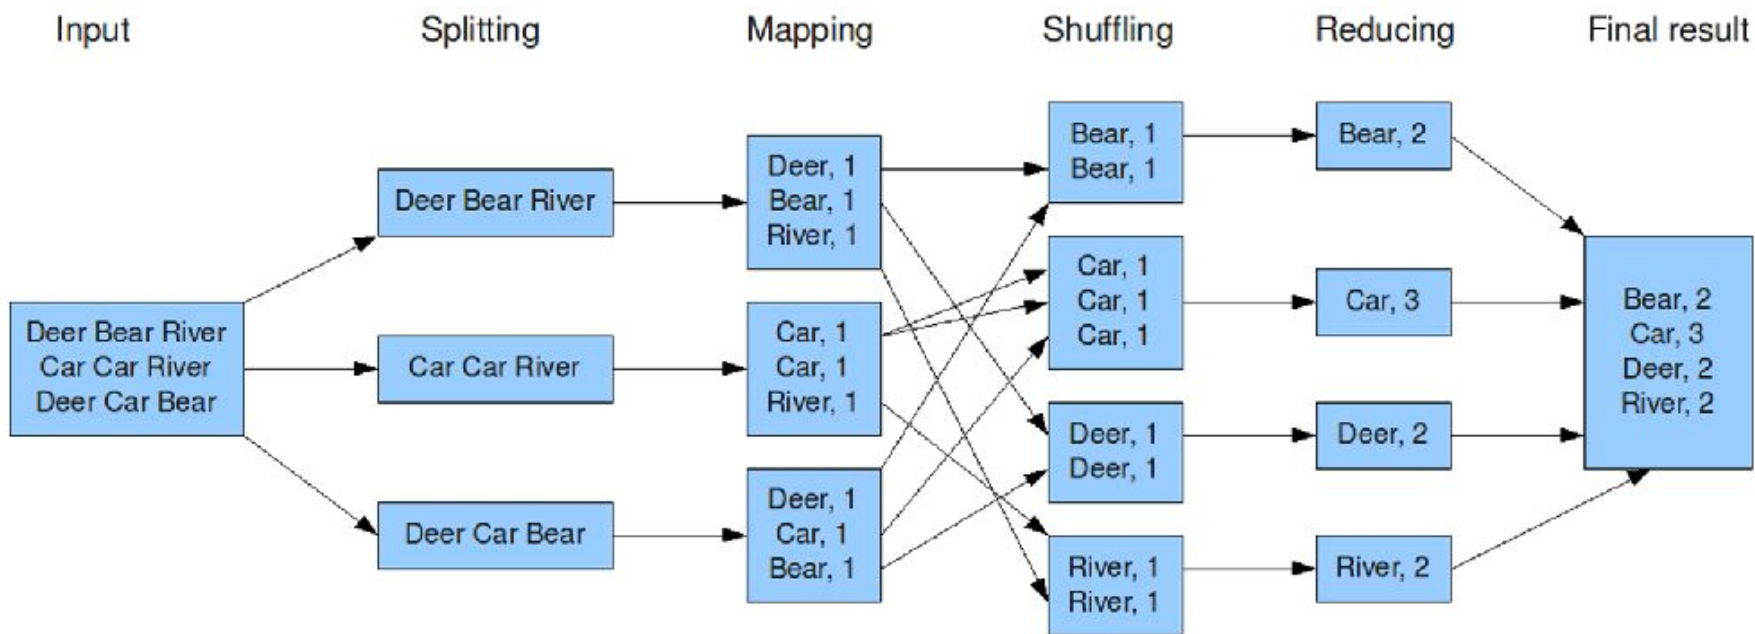 Input
Splitting
Mapping
Shuffling
Reducing
Final result
Deer Bear River
Car Car River
Deer Car Bear
Deer Bear River
Car Car River
Deer Car Bear
Deer, 1
Bear, 1
River, 1
Car, 1
Car, 1
River, 1
Deer, 1
Car, 1
Bear, 1
Bear, 1
Bear, 1
Car, 1
Car, 1
Car, 1
Deer, 1
Deer, 1
River, 1
River, 1
Bear, 2
Car, 3
Deer, 2
River, 2
Bear, 2
Car, 3
Deer, 2
River, 2